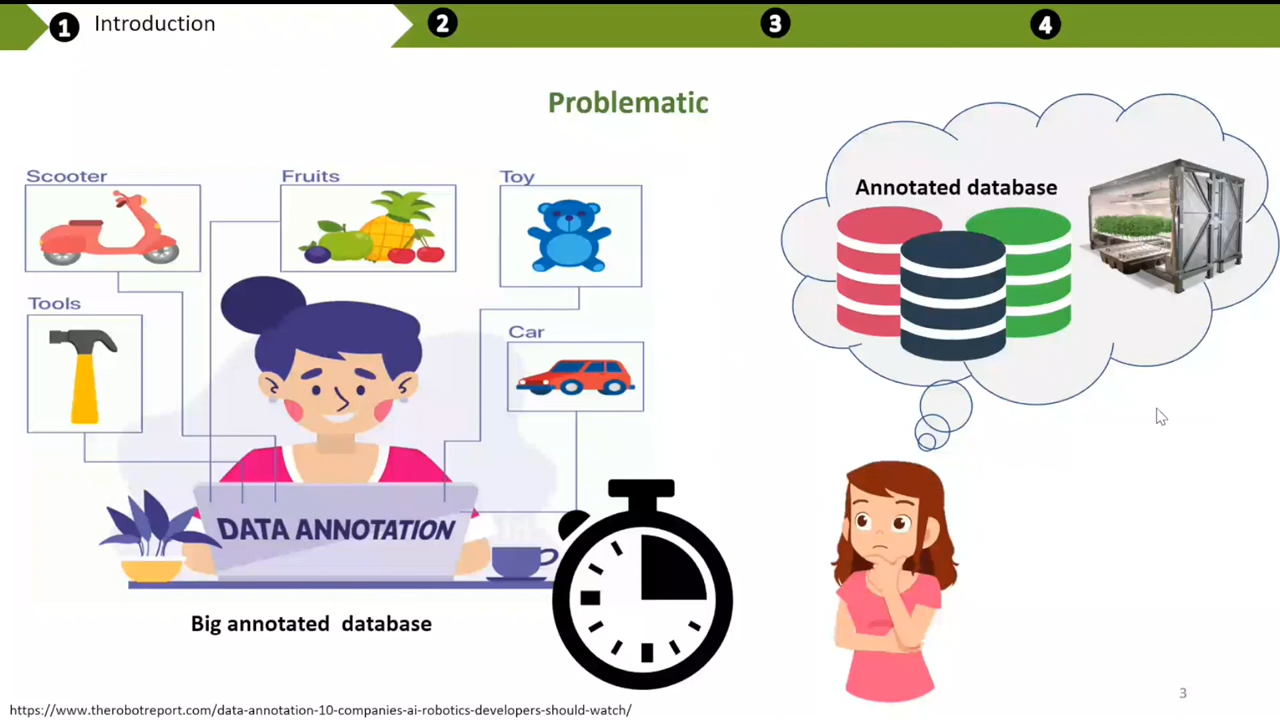 1 Introduction 2 3 4
Problematic
Scooter
Fruits
Toy
Annotated database
Tools
Car
DATA ANNOTATION
Big annotated database
3
https://www.therobotreport.com/data-annotation-10-companies-ai-robotics-developers-should-watch/